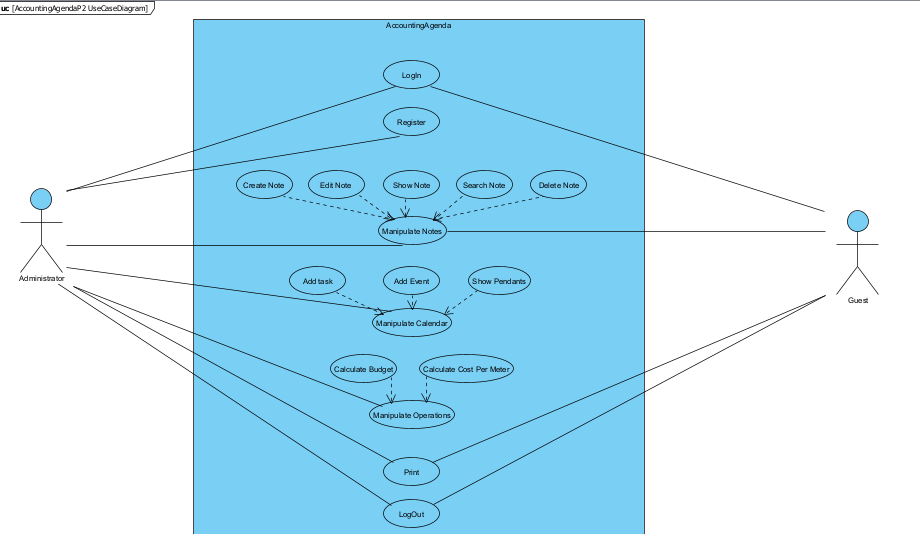 uc [AccountingAgendaP2 UseCaseDiagram]
AccountingAgenda
LogIn
Register
Create Note
Edit Note
Show Note
Search Note
Delete Note
Manipulate Notes
Administrator
Add task
Add Event
Show Pendants
Guest
Manipulate Calendar
Calculate Budget
Calculate Cost Per Meter
Manipulate Operations
Print
LogOut